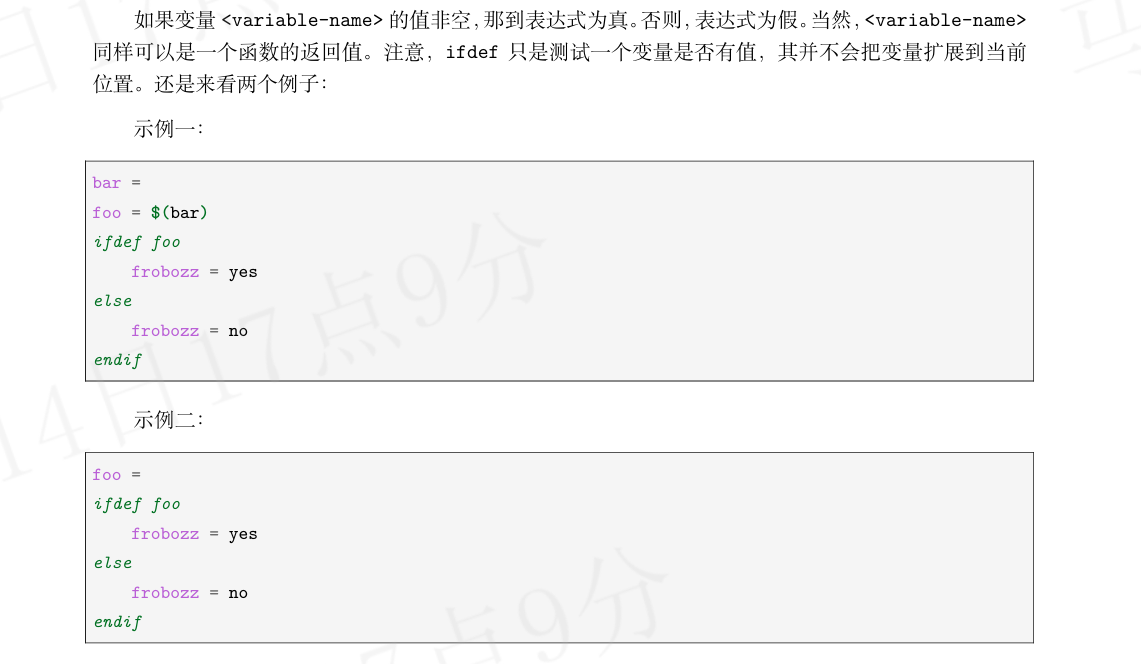 如果变量 <variable-name> 的值非空，那到表达式为真。否则，表达式为假。当然，<variable-name>
同样可以是一个函数的返回值。注意，ifdef 只是测试一个变量是否有值，其并不会把变量扩展到当前
位置。还是来看两个例子：
示例一：
bar =
foo = $(bar)
ifdef foo
    frobozz = yes
else
    frobozz = no
endif
示例二：
foo =
ifdef foo
    frobozz = yes
else
    frobozz = no
endif
14日17点9分
点9分